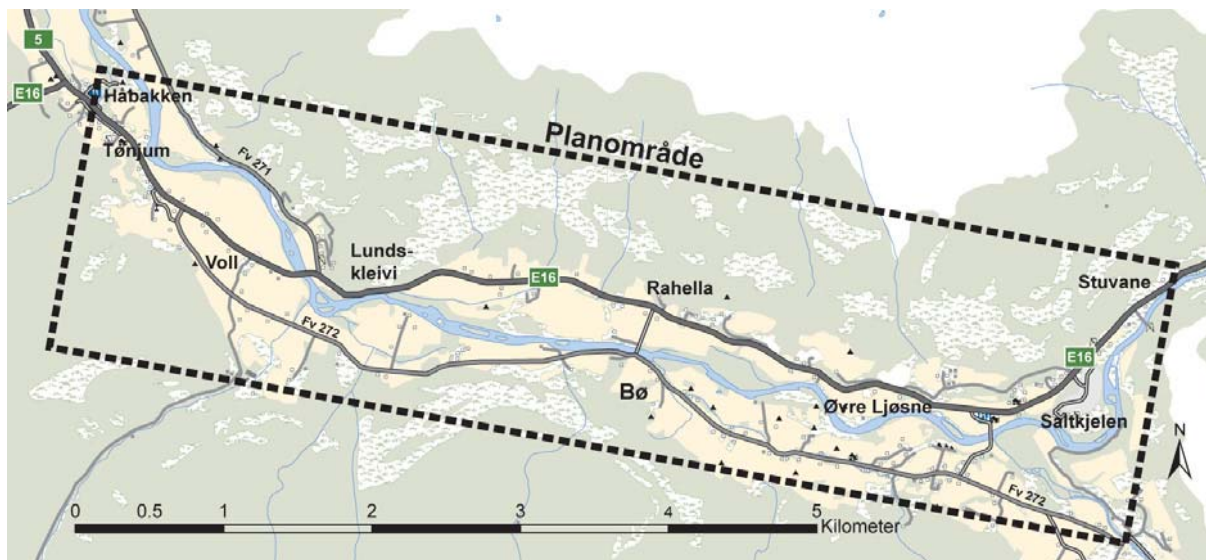 5
E16
Håbakken
Tønjum
Fv 271
Planområde
Voll
Lunds-
kleivi
E16
Rahella
Stuvane
Fv 272
Bø
E16
Øvre Ljøsne
Saltkjelen
N
Fv 272
0 0.5 1 2 3 4 5
Kilometer